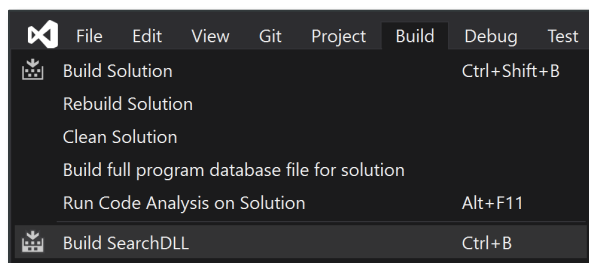 File Edit View Git Project Build Debug Test
Build Solution Ctrl+Shift+B
Rebuild Solution
Clean Solution
Build full program database file for solution
Run Code Analysis on Solution Alt+F11
Build SearchDLL Ctrl+B